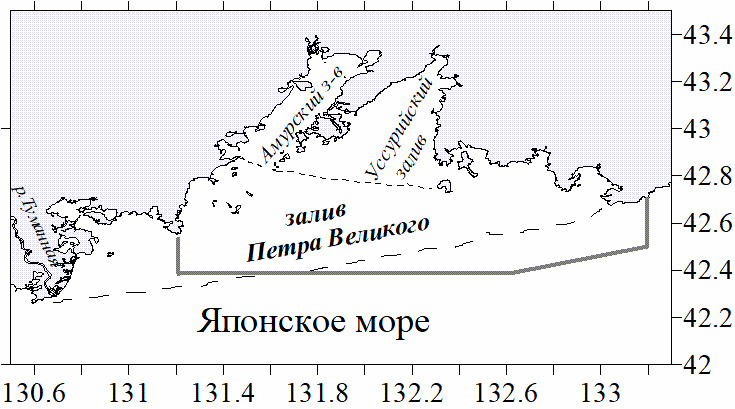 43.4
43.2
43
42.8
42.6
42.4
42.2
42
Амурский з-в
Уссурийский
залив
р.Туманная
залив
Петра Великого
Японское море
130.6 131 131.4 131.8 132.2 132.6 133